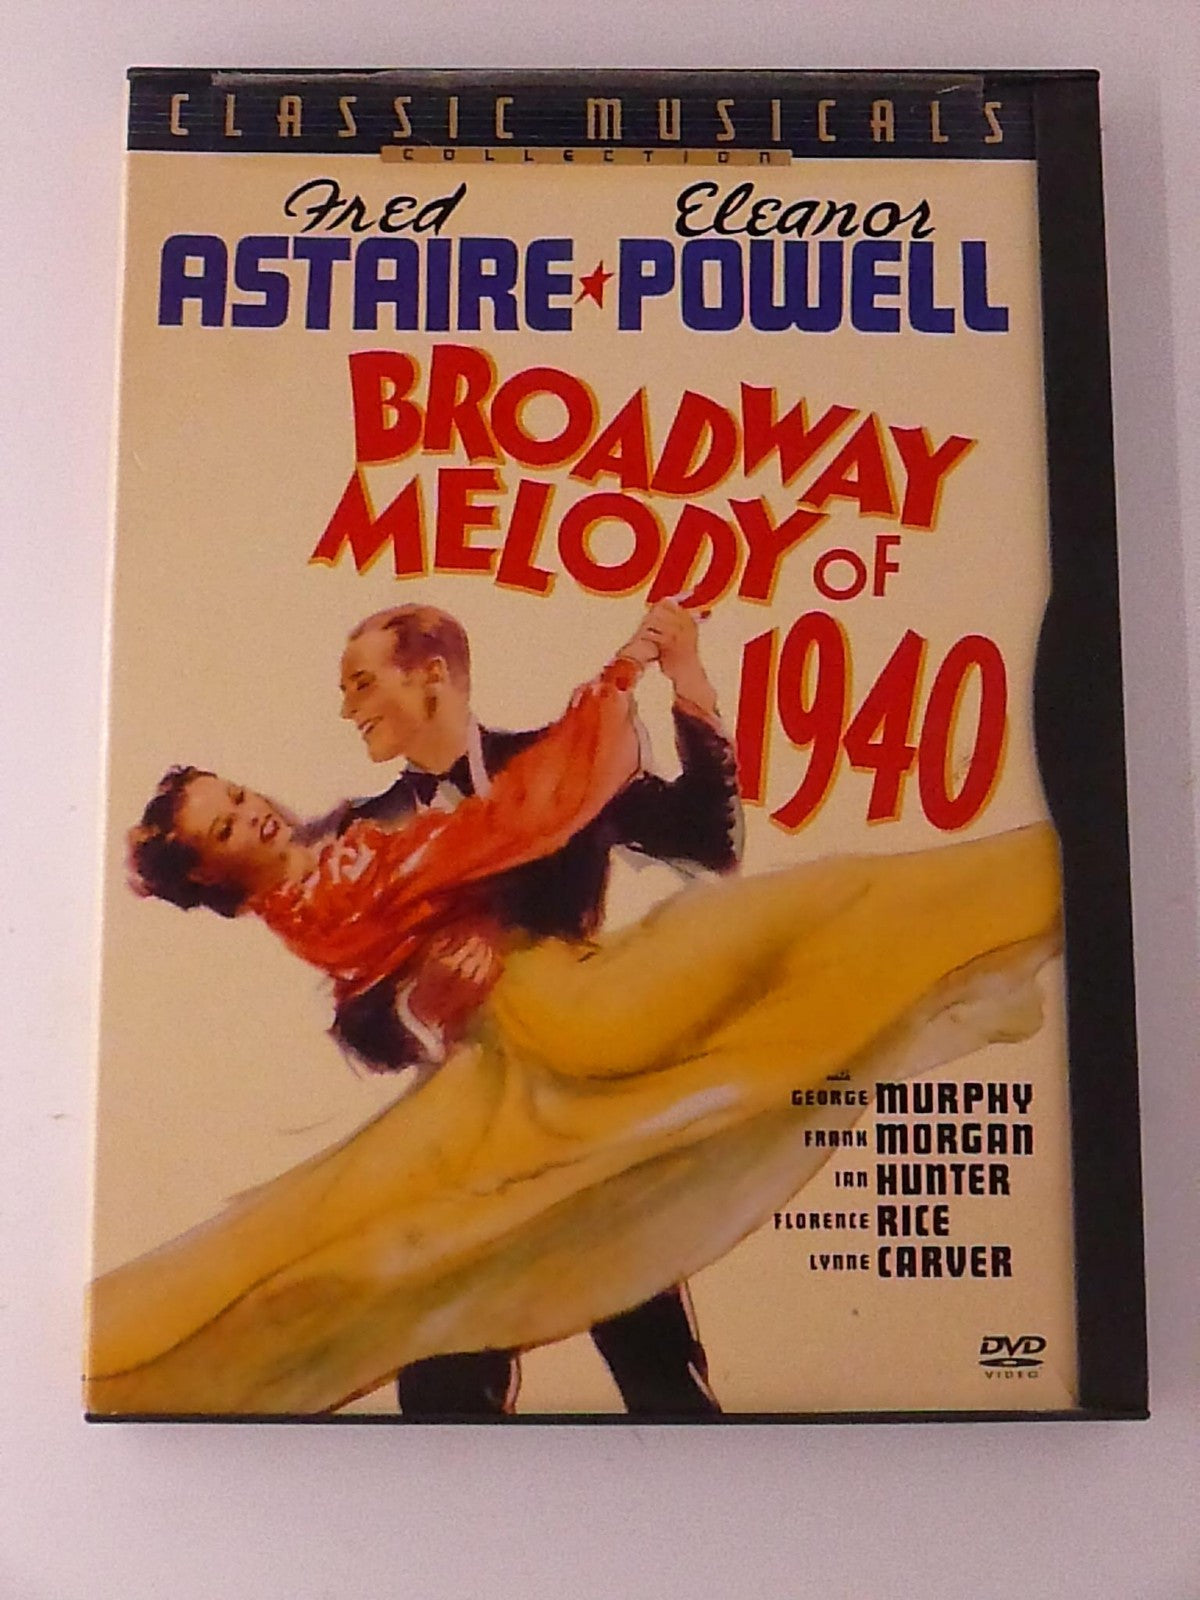 CLASSIC MUSICALS
COLLECTION
Fred Eleanor
ASTAIRE POWELL
BROADWAY
MELODY OF
1940
with
GEORGE MURPHY
FRANK MORGAN
IAN HUNTER
FLORENCE RICE
LYNNE CARVER
DVD
VIDEO